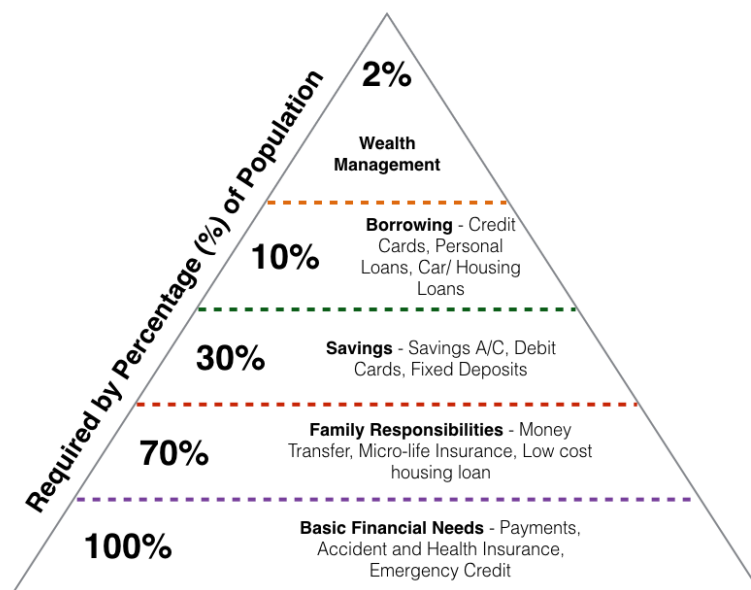 Required by Percentage (%) of Population
2%
Wealth
Management
10%
Borrowing - Credit
Cards, Personal
Loans, Car/ Housing
Loans
30%
Savings - Savings A/C, Debit
Cards, Fixed Deposits
70%
Family Responsibilities - Money
Transfer, Micro-life Insurance, Low cost
housing loan
100%
Basic Financial Needs - Payments,
Accident and Health Insurance,
Emergency Credit